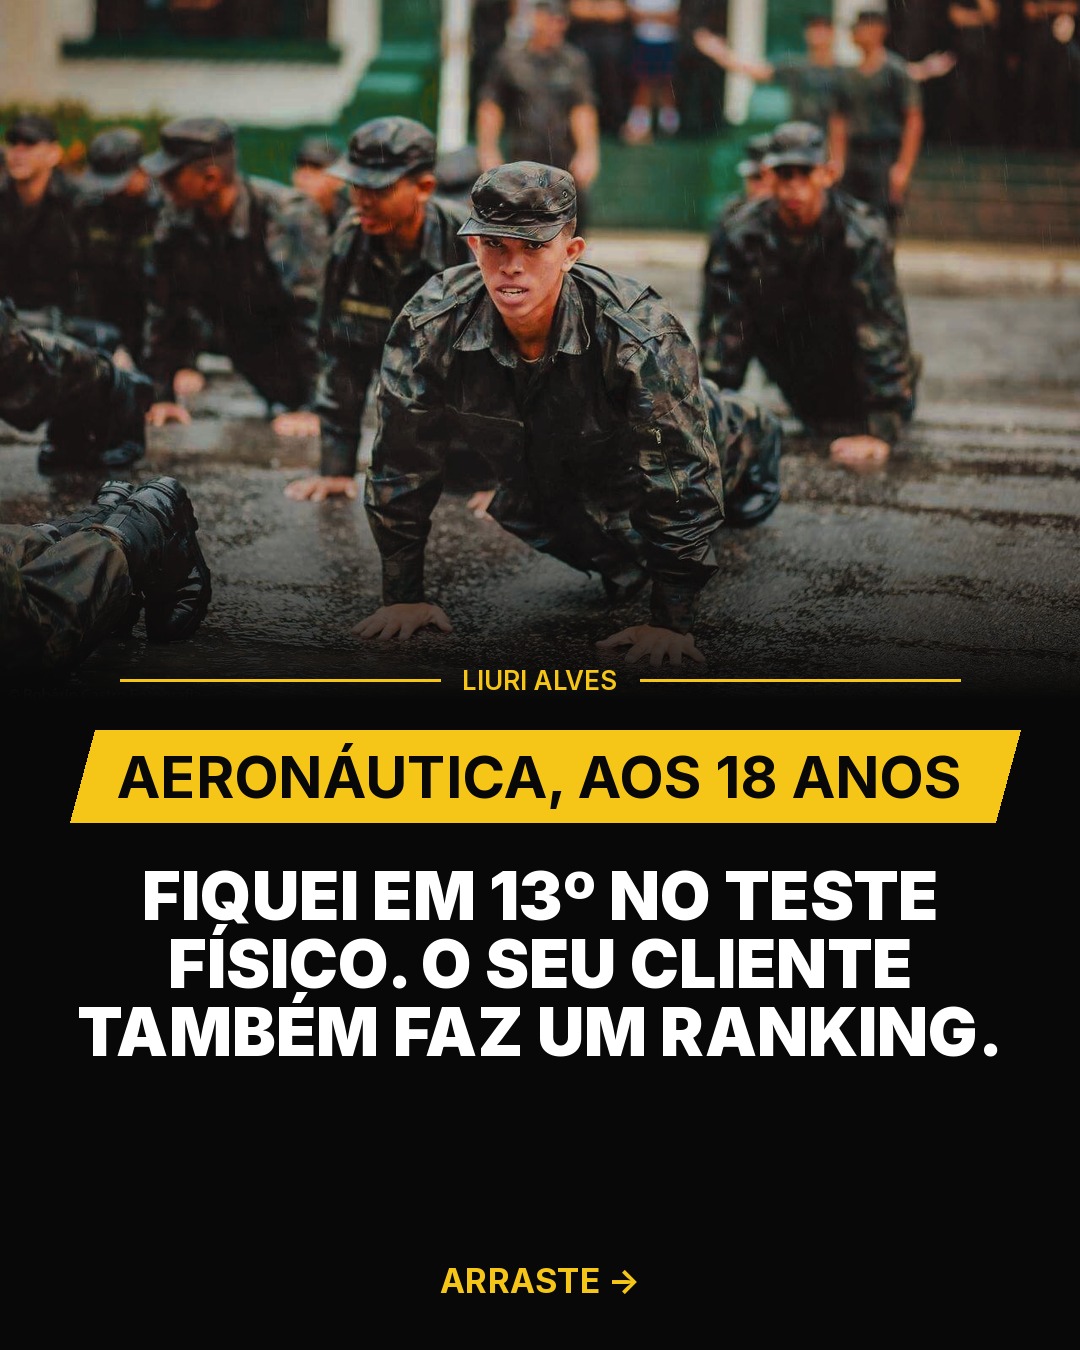 LIURI ALVES
AERONÁUTICA, AOS 18 ANOS
FIQUEI EM 13º NO TESTE
FÍSICO. O SEU CLIENTE
TAMBÉM FAZ UM RANKING.
ARRASTE →